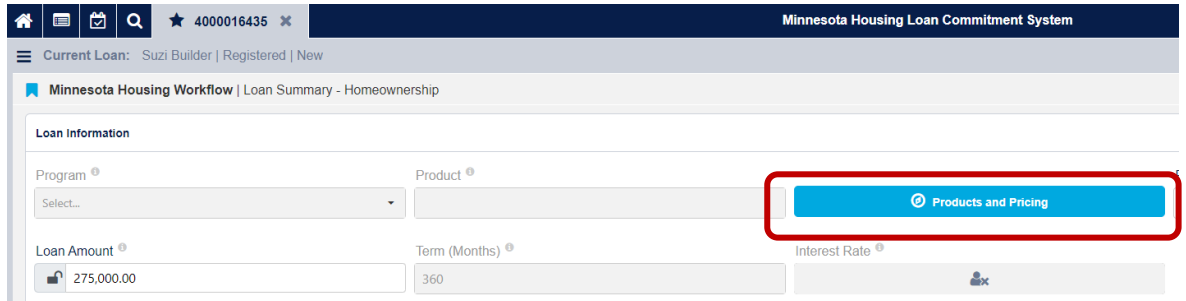 4000016435
Minnesota Housing Loan Commitment System
Current Loan: Suzi Builder | Registered | New
Minnesota Housing Workflow | Loan Summary - Homeownership
Loan Information
Program
Product
Select...
Products and Pricing
Loan Amount
Term (Months)
Interest Rate
275,000.00
360